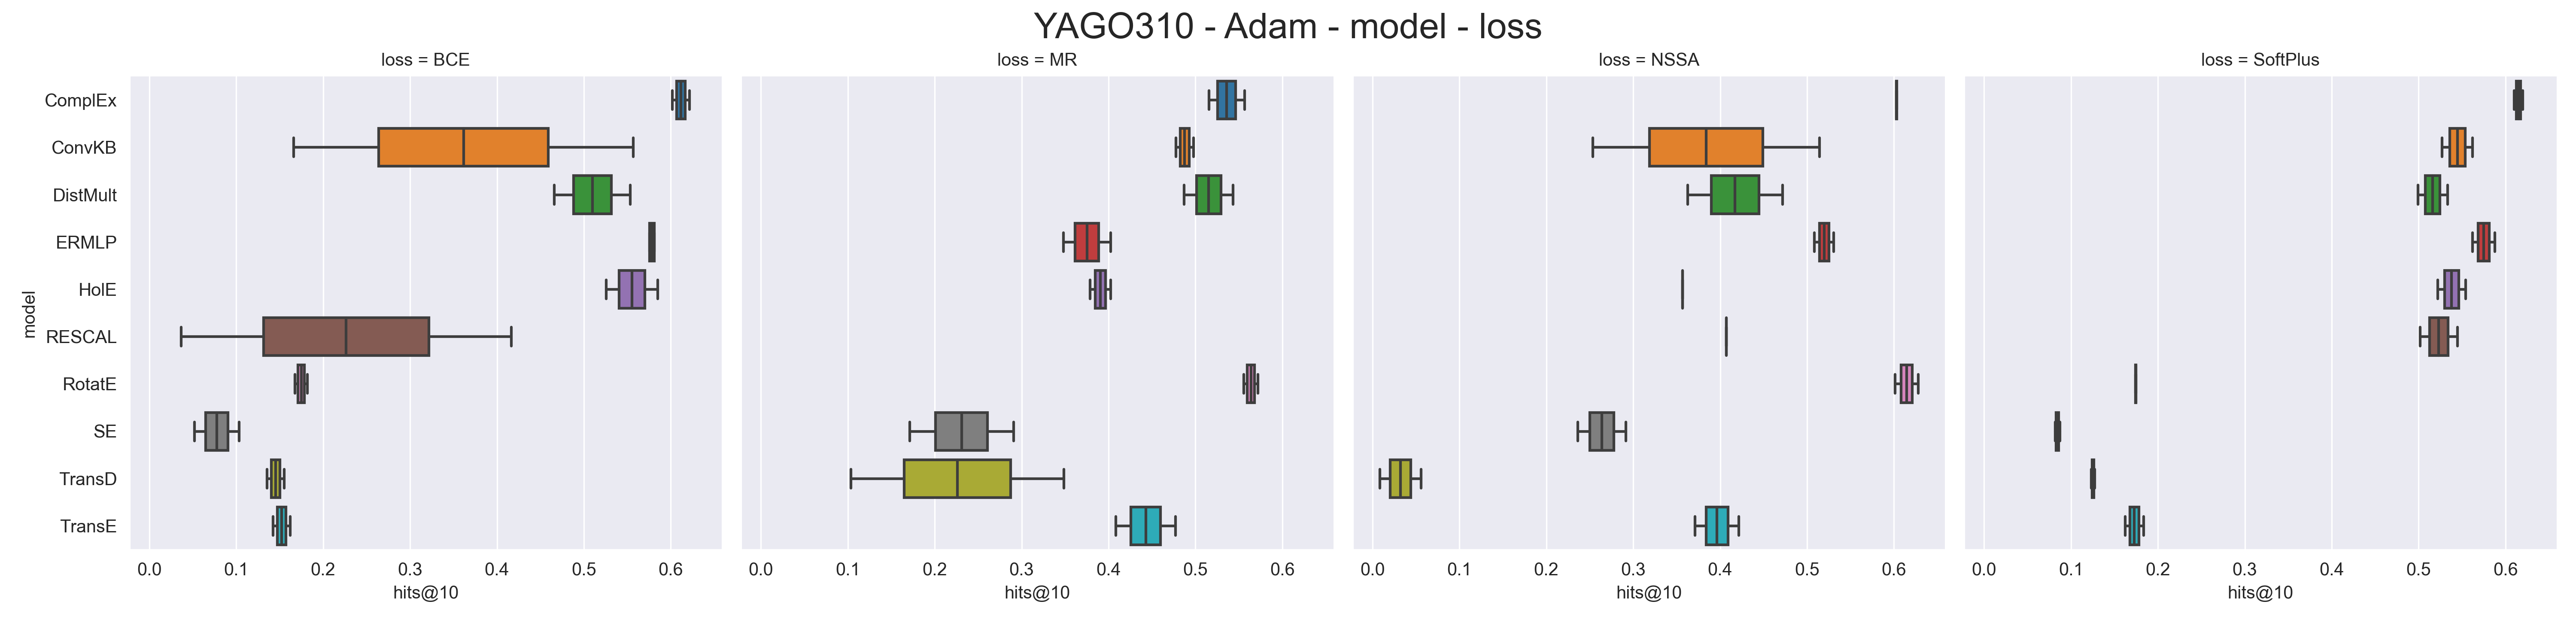 YAGO310 - Adam - model - loss
loss = BCE
loss = MR
loss = NSSA
loss = SoftPlus
model
ComplEx
ConvKB
DistMult
ERMLP
HolE
RESCAL
RotatE
SE
TransD
TransE
0.0 0.1 0.2 0.3 0.4 0.5 0.6
hits@10
0.0 0.1 0.2 0.3 0.4 0.5 0.6
hits@10
0.0 0.1 0.2 0.3 0.4 0.5 0.6
hits@10
0.0 0.1 0.2 0.3 0.4 0.5 0.6
hits@10